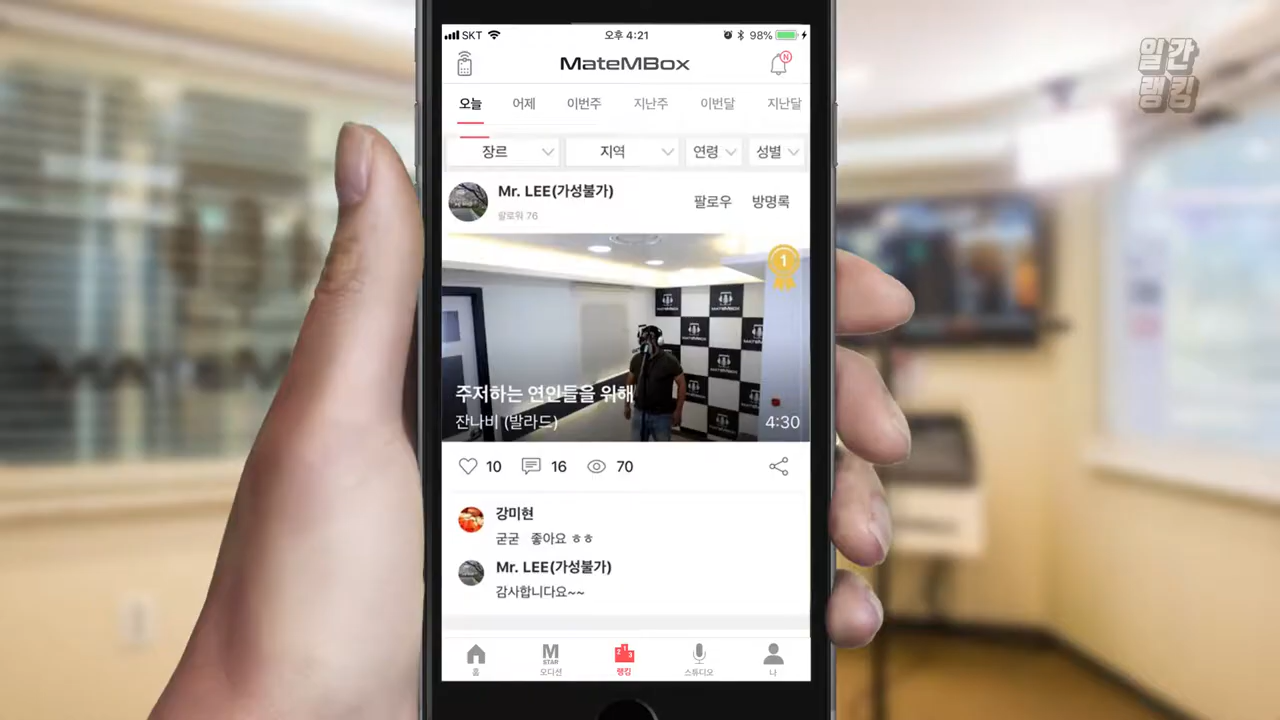 SKT 오후 4:21 98%
일간
랭킹
MateMBox
N
오늘 어제 이번주 지난주 이번달 지난달
장르 지역 연령 성별
Mr. LEE(가성불가)
팔로워 76
팔로우 방명록
1
MATEMBOX
주저하는 연인들을 위해
잔나비 (발라드)
4:30
10 16 70
강미현
굳굳 좋아요 ㅎㅎ
Mr. LEE(가성불가)
감사합니다요~~
M STAR 2 1 3
홈 오디션 랭킹 스튜디오 나